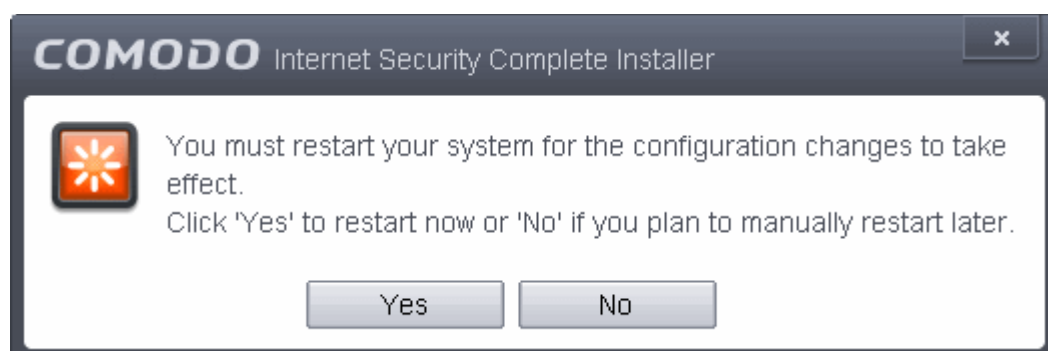 COMODO Internet Security Complete Installer
You must restart your system for the configuration changes to take
effect.
Click 'Yes' to restart now or 'No' if you plan to manually restart later.
Yes No